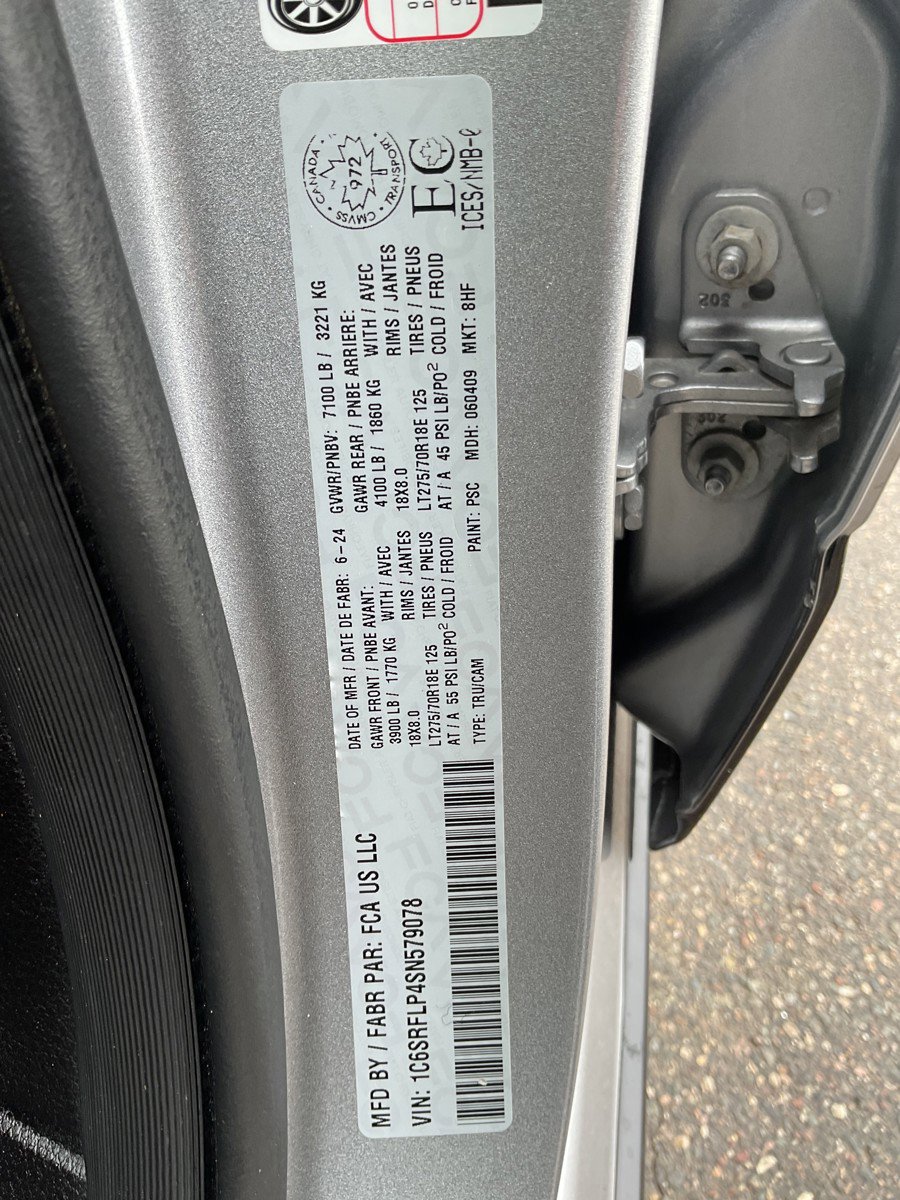 MFD BY / FABR PAR: FCA US LLC
VIN: 1C6SRFLP4SN579078
DATE OF MFR / DATE DE FABR: 6-24 GVWR/PNBV: 7100 LB / 3221 KG
GAWR FRONT / PNBE AVANT: GAWR REAR / PNBE ARRIERE:
3900 LB / 1770 KG WITH / AVEC 4100 LB / 1860 KG WITH / AVEC
18X8.0 RIMS / JANTES 18X8.0 RIMS / JANTES
LT275/70R18E 125 TIRES / PNEUS LT275/70R18E 125 TIRES / PNEUS
AT / A 55 PSI LB/PO² COLD / FROID AT / A 45 PSI LB/PO² COLD / FROID
TYPE: TRU/CAM PAINT: PSC MDH: 060409 MKT: 8HF
CANADA
972
CMVSS • TRANSPORT
EC
ICES/NMB-ℓ
302
302